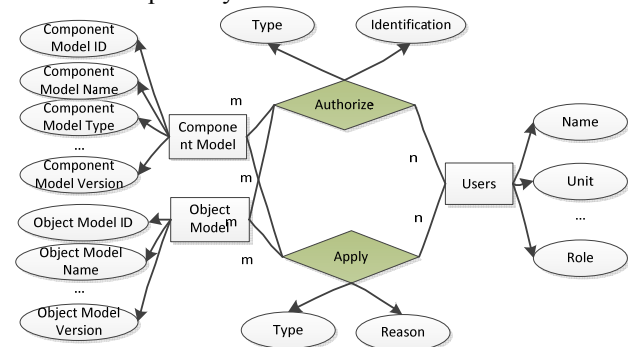 Component
Model ID
Component
Model Name
Component
Model Type
...
Component
Model Version
Object Model ID
Object Model
Name
...
Object Model
Version
Compone
nt Model
Object
Model
m
m
m
m
Type
Identification
Authorize
Apply
Type
Reason
n
n
Users
Name
Unit
...
Role